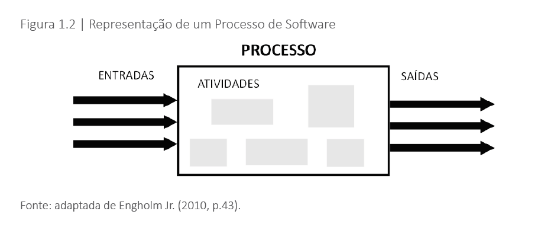 Figura 1.2 | Representação de um Processo de Software
PROCESSO
ENTRADAS
ATIVIDADES
SAÍDAS
Fonte: adaptada de Engholm Jr. (2010, p.43).